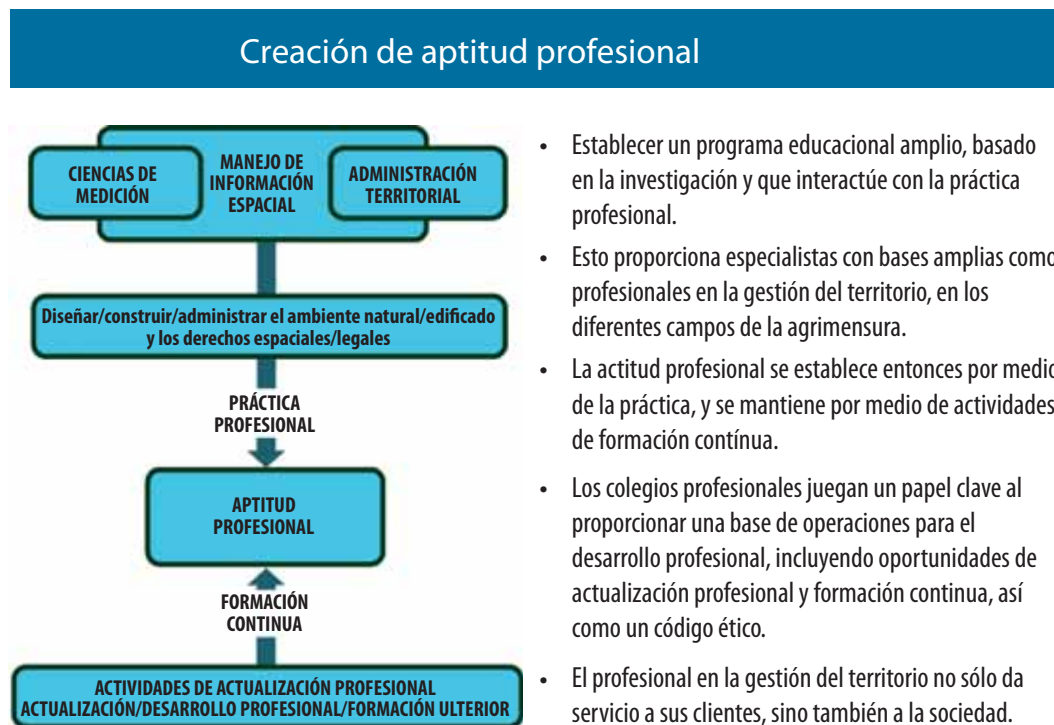 Creación de aptitud profesional
CIENCIAS DE
MEDICIÓN
MANEJO DE
INFORMACIÓN
ESPACIAL
ADMINISTRACIÓN
TERRITORIAL
Diseñar/construir/administrar el ambiente natural/edificado
y los derechos espaciales/legales
PRÁCTICA
PROFESIONAL
APTITUD
PROFESIONAL
FORMACIÓN
CONTINUA
ACTIVIDADES DE ACTUALIZACIÓN PROFESIONAL
ACTUALIZACIÓN/DESARROLLO PROFESIONAL/FORMACIÓN ULTERIOR
• Establecer un programa educacional amplio, basado
en la investigación y que interactúe con la práctica
profesional.
• Esto proporciona especialistas con bases amplias como
profesionales en la gestión del territorio, en los
diferentes campos de la agrimensura.
• La actitud profesional se establece entonces por medio
de la práctica, y se mantiene por medio de actividades
de formación contínua.
• Los colegios profesionales juegan un papel clave al
proporcionar una base de operaciones para el
desarrollo profesional, incluyendo oportunidades de
actualización profesional y formación continua, así
como un código ético.
• El profesional en la gestión del territorio no sólo da
servicio a sus clientes, sino también a la sociedad.